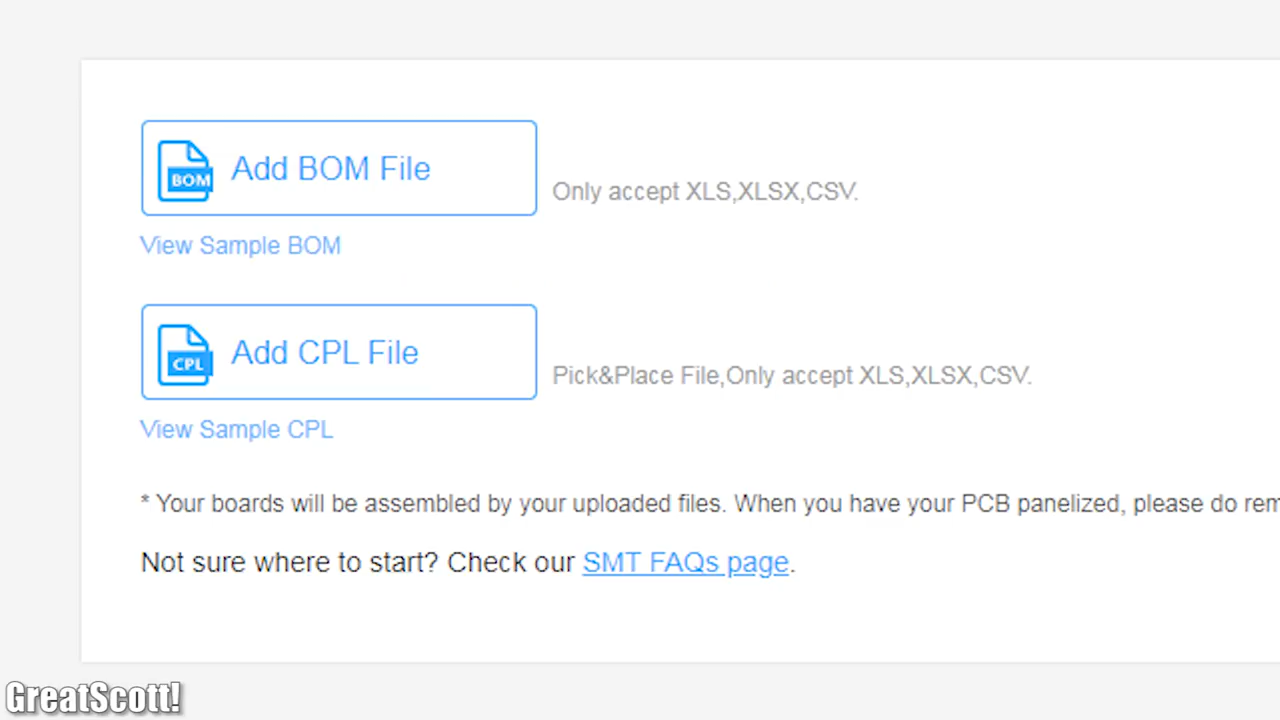 BOM
Add BOM File
Only accept XLS,XLSX,CSV.
View Sample BOM
CPL
Add CPL File
Pick&Place File,Only accept XLS,XLSX,CSV.
View Sample CPL
* Your boards will be assembled by your uploaded files. When you have your PCB panelized, please do rem
Not sure where to start? Check our SMT FAQs page.
GreatScott!